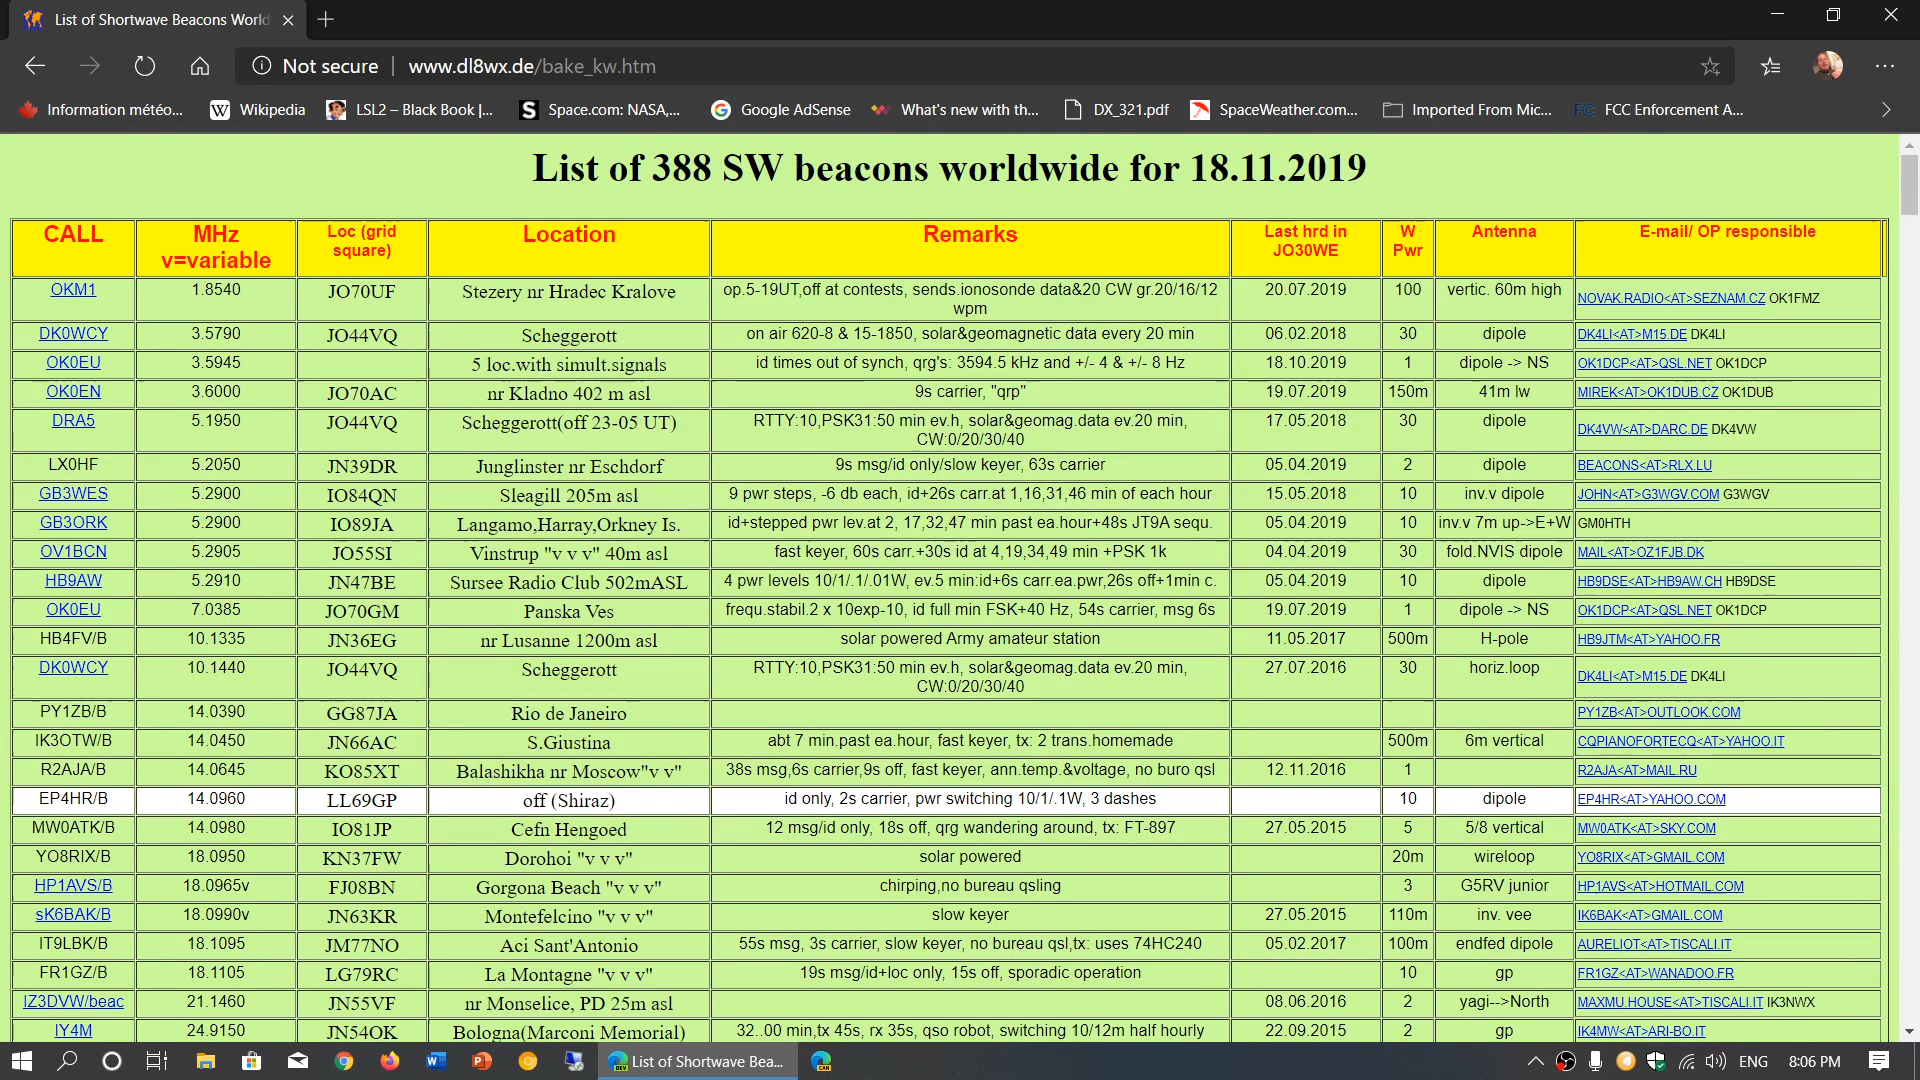 List of Shortwave Beacons World
Not secure | www.dl8wx.de/bake_kw.htm
Information météo... Wikipedia LSL2 – Black Book |... Space.com: NASA,... Google AdSense What's new with th... DX_321.pdf SpaceWeather.com... Imported From Mic... FCC Enforcement A...
List of 388 SW beacons worldwide for 18.11.2019
CALL MHz v=variable Loc (grid square) Location Remarks Last hrd in JO30WE W Pwr Antenna E-mail/ OP responsible
OKM1 1.8540 JO70UF Stezery nr Hradec Kralove op.5-19UT,off at contests, sends.ionosonde data&20 CW gr.20/16/12 wpm 20.07.2019 100 vertic. 60m high NOVAK.RADIO<AT>SEZNAM.CZ OK1FMZ
DK0WCY 3.5790 JO44VQ Scheggerott on air 620-8 & 15-1850, solar&geomagnetic data every 20 min 06.02.2018 30 dipole DK4LI<AT>M15.DE DK4LI
OK0EU 3.5945 5 loc.with simult.signals id times out of synch, qrg's: 3594.5 kHz and +/- 4 & +/- 8 Hz 18.10.2019 1 dipole -> NS OK1DCP<AT>QSL.NET OK1DCP
OK0EN 3.6000 JO70AC nr Kladno 402 m asl 9s carrier, "qrp" 19.07.2019 150m 41m lw MIREK<AT>OK1DUB.CZ OK1DUB
DRA5 5.1950 JO44VQ Scheggerott(off 23-05 UT) RTTY:10,PSK31:50 min ev.h, solar&geomag.data ev.20 min, CW:0/20/30/40 17.05.2018 30 dipole DK4VW<AT>DARC.DE DK4VW
LX0HF 5.2050 JN39DR Junglinster nr Eschdorf 9s msg/id only/slow keyer, 63s carrier 05.04.2019 2 dipole BEACONS<AT>RLX.LU
GB3WES 5.2900 IO84QN Sleagill 205m asl 9 pwr steps, -6 db each, id+26s carr.at 1,16,31,46 min of each hour 15.05.2018 10 inv.v dipole JOHN<AT>G3WGV.COM G3WGV
GB3ORK 5.2900 IO89JA Langamo,Harray,Orkney Is. id+stepped pwr lev.at 2, 17,32,47 min past ea.hour+48s JT9A sequ. 05.04.2019 10 inv.v 7m up->E+W GM0HTH
OV1BCN 5.2905 JO55SI Vinstrup "v v v" 40m asl fast keyer, 60s carr.+30s id at 4,19,34,49 min +PSK 1k 04.04.2019 30 fold.NVIS dipole MAIL<AT>OZ1FJB.DK
HB9AW 5.2910 JN47BE Sursee Radio Club 502mASL 4 pwr levels 10/1/.1/.01W, ev.5 min:id+6s carr.ea.pwr,26s off+1min c. 05.04.2019 10 dipole HB9DSE<AT>HB9AW.CH HB9DSE
OK0EU 7.0385 JO70GM Panska Ves frequ.stabil.2 x 10exp-10, id full min FSK+40 Hz, 54s carrier, msg 6s 19.07.2019 1 dipole -> NS OK1DCP<AT>QSL.NET OK1DCP
HB4FV/B 10.1335 JN36EG nr Lusanne 1200m asl solar powered Army amateur station 11.05.2017 500m H-pole HB9JTM<AT>YAHOO.FR
DK0WCY 10.1440 JO44VQ Scheggerott RTTY:10,PSK31:50 min ev.h, solar&geomag.data ev.20 min, CW:0/20/30/40 27.07.2016 30 horiz.loop DK4LI<AT>M15.DE DK4LI
PY1ZB/B 14.0390 GG87JA Rio de Janeiro PY1ZB<AT>OUTLOOK.COM
IK3OTW/B 14.0450 JN66AC S.Giustina abt 7 min.past ea.hour, fast keyer, tx: 2 trans.homemade 500m 6m vertical CQPIANOFORTECQ<AT>YAHOO.IT
R2AJA/B 14.0645 KO85XT Balashikha nr Moscow"v v" 38s msg,6s carrier,9s off, fast keyer, ann.temp.&voltage, no buro qsl 12.11.2016 1 R2AJA<AT>MAIL.RU
EP4HR/B 14.0960 LL69GP off (Shiraz) id only, 2s carrier, pwr switching 10/1/.1W, 3 dashes 10 dipole EP4HR<AT>YAHOO.COM
MW0ATK/B 14.0980 IO81JP Cefn Hengoed 12 msg/id only, 18s off, qrg wandering around, tx: FT-897 27.05.2015 5 5/8 vertical MW0ATK<AT>SKY.COM
YO8RIX/B 18.0950 KN37FW Dorohoi "v v v" solar powered 20m wireloop YO8RIX<AT>GMAIL.COM
HP1AVS/B 18.0965v FJ08BN Gorgona Beach "v v v" chirping,no bureau qsling 3 G5RV junior HP1AVS<AT>HOTMAIL.COM
sK6BAK/B 18.0990v JN63KR Montefelcino "v v v" slow keyer 27.05.2015 110m inv. vee IK6BAK<AT>GMAIL.COM
IT9LBK/B 18.1095 JM77NO Aci Sant'Antonio 55s msg, 3s carrier, slow keyer, no bureau qsl,tx: uses 74HC240 05.02.2017 100m endfed dipole AURELIOT<AT>TISCALI.IT
FR1GZ/B 18.1105 LG79RC La Montagne "v v v" 19s msg/id+loc only, 15s off, sporadic operation 10 gp FR1GZ<AT>WANADOO.FR
IZ3DVW/beac 21.1460 JN55VF nr Monselice, PD 25m asl 08.06.2016 2 yagi-->North MAXMU.HOUSE<AT>TISCALI.IT IK3NWX
IY4M 24.9150 JN54OK Bologna(Marconi Memorial) 32..00 min,tx 45s, rx 35s, qso robot, switching 10/12m half hourly 22.09.2015 2 gp IK4MW<AT>ARI-BO.IT
List of Shortwave Bea... ENG 8:06 PM